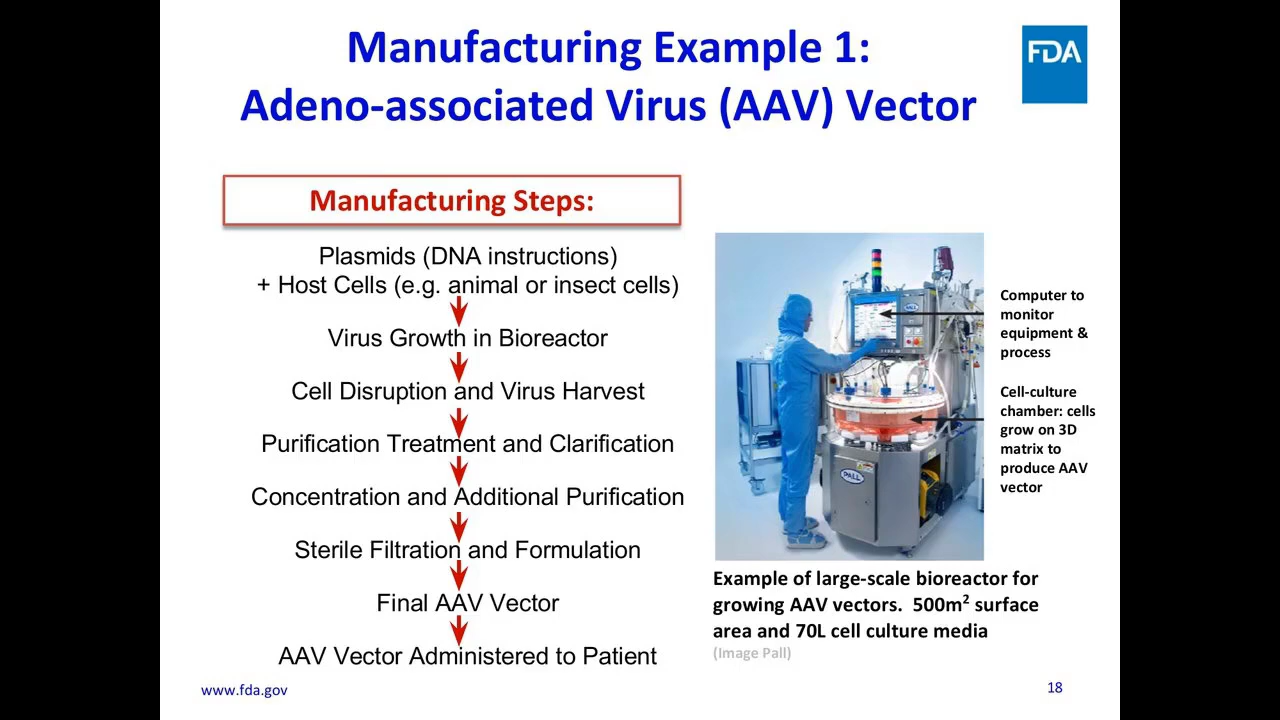 Manufacturing Example 1:
Adeno-associated Virus (AAV) Vector
FDA
Manufacturing Steps:
Plasmids (DNA instructions)
+ Host Cells (e.g. animal or insect cells)
Virus Growth in Bioreactor
Cell Disruption and Virus Harvest
Purification Treatment and Clarification
Concentration and Additional Purification
Sterile Filtration and Formulation
Final AAV Vector
AAV Vector Administered to Patient
Computer to
monitor
equipment &
process
Cell-culture
chamber: cells
grow on 3D
matrix to
produce AAV
vector
PALL
PALL
Example of large-scale bioreactor for
growing AAV vectors.  500m² surface
area and 70L cell culture media
(Image Pall)
www.fda.gov
18